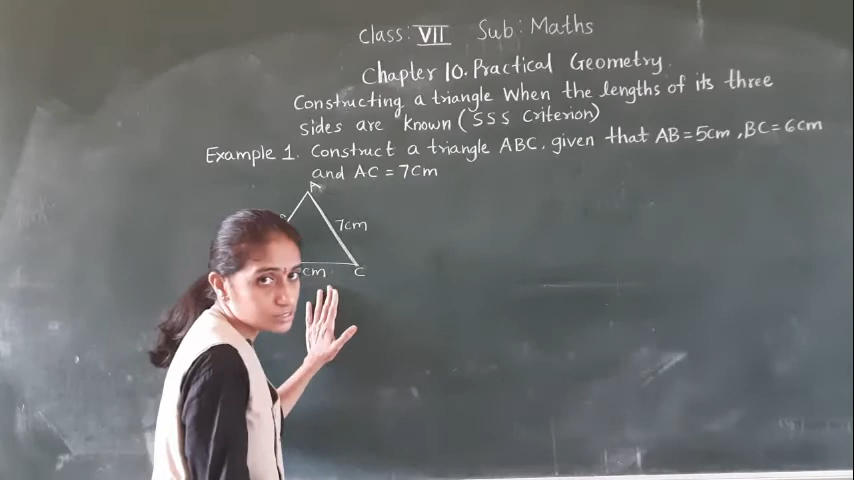 Class: VII Sub: Maths
Chapter 10. Practical Geometry
Constructing a triangle When the lengths of its three
sides are known (SSS Criterion)
Example 1. Construct a triangle ABC, given that AB=5cm, BC=6cm
and AC=7cm
A
7cm
cm
C